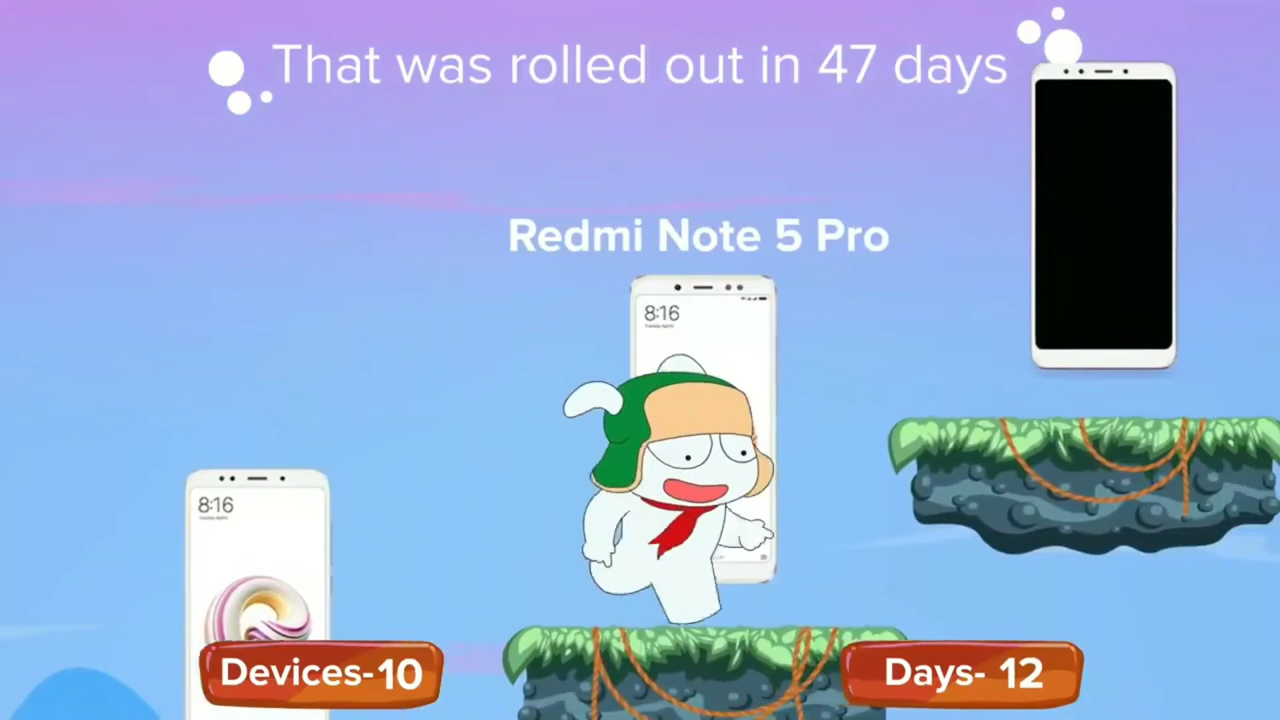 That was rolled out in 47 days
Redmi Note 5 Pro
8:16
8:16
Devices-10
Days- 12